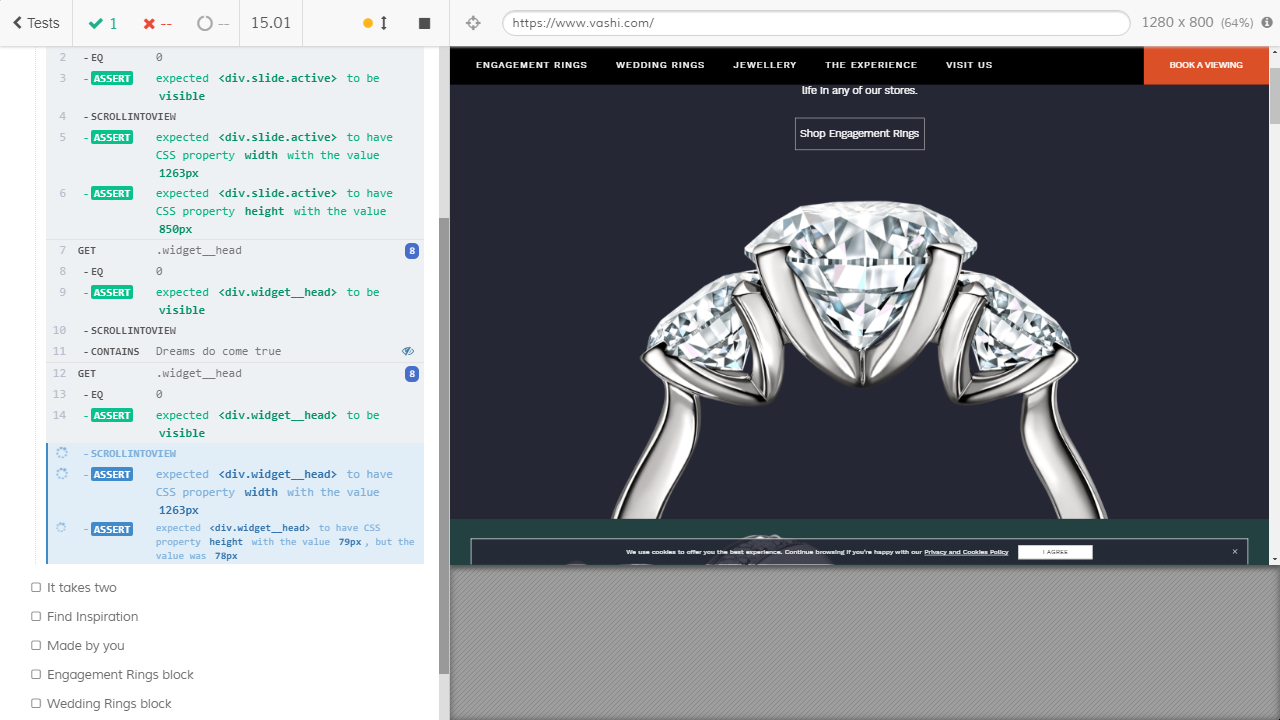 Tests
1
--
--
15.01
2 -EQ 0
3 -ASSERT expected <div.slide.active> to be
visible
4 -SCROLLINTOVIEW
5 -ASSERT expected <div.slide.active> to have
CSS property width with the value
1263px
6 -ASSERT expected <div.slide.active> to have
CSS property height with the value
850px
7 GET .widget__head 8
8 -EQ 0
9 -ASSERT expected <div.widget__head> to be
visible
10 -SCROLLINTOVIEW
11 -CONTAINS Dreams do come true
12 GET .widget__head 8
13 -EQ 0
14 -ASSERT expected <div.widget__head> to be
visible
-SCROLLINTOVIEW
-ASSERT expected <div.widget__head> to have
CSS property width with the value
1263px
-ASSERT expected <div.widget__head> to have CSS
property height with the value 79px , but the
value was 78px
It takes two
Find Inspiration
Made by you
Engagement Rings block
Wedding Rings block
https://www.vashi.com/
1280 x 800 (64%)
ENGAGEMENT RINGS WEDDING RINGS JEWELLERY THE EXPERIENCE VISIT US BOOK A VIEWING
life in any of our stores.
Shop Engagement Rings
We use cookies to offer you the best experience. Continue browsing if you're happy with our Privacy and Cookies Policy I AGREE ×